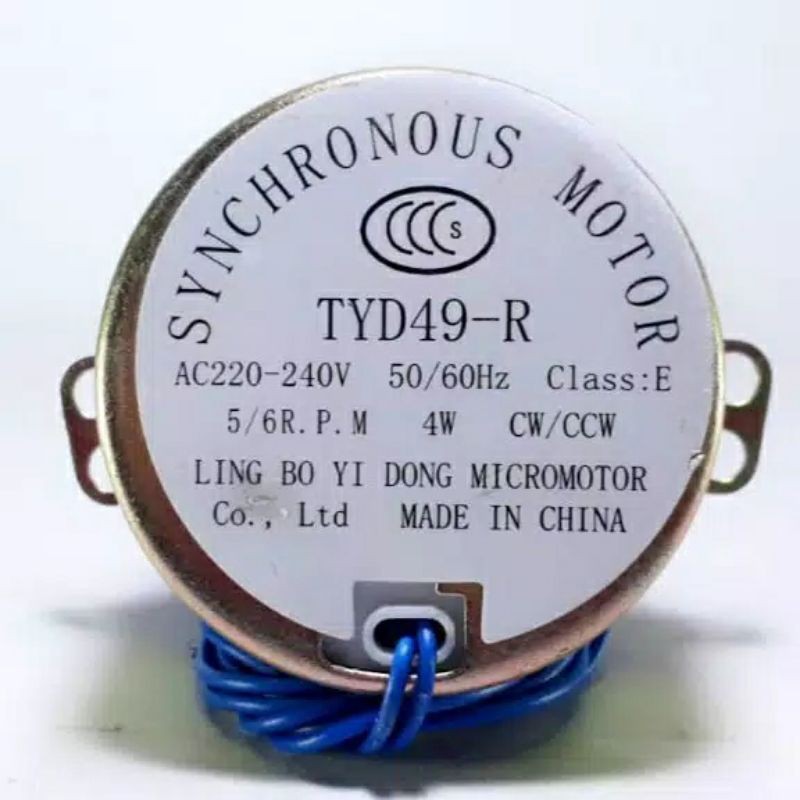 SYNCHRONOUS MOTOR
CCC S
TYD49-R
AC220-240V 50/60Hz Class:E
5/6R.P.M 4W CW/CCW
LING BO YI DONG MICROMOTOR
Co., Ltd MADE IN CHINA